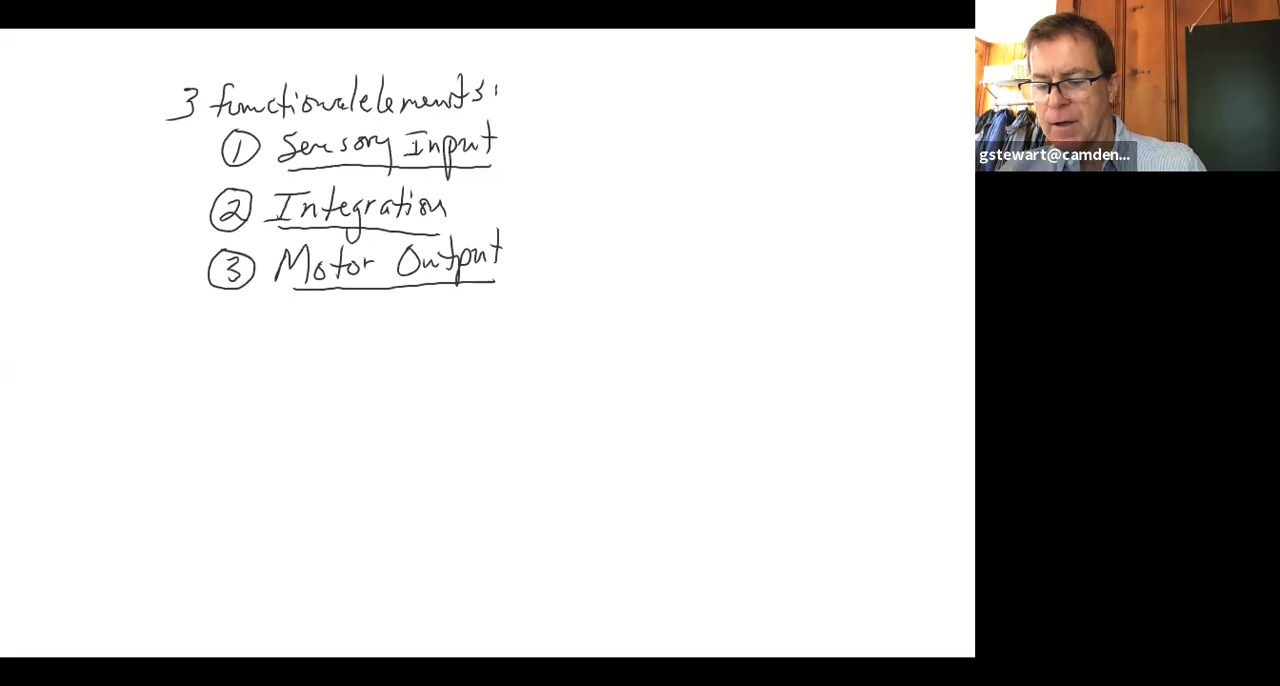 3 functional elements:
① Sensory Input
② Integration
③ Motor Output
gstewart@camden...